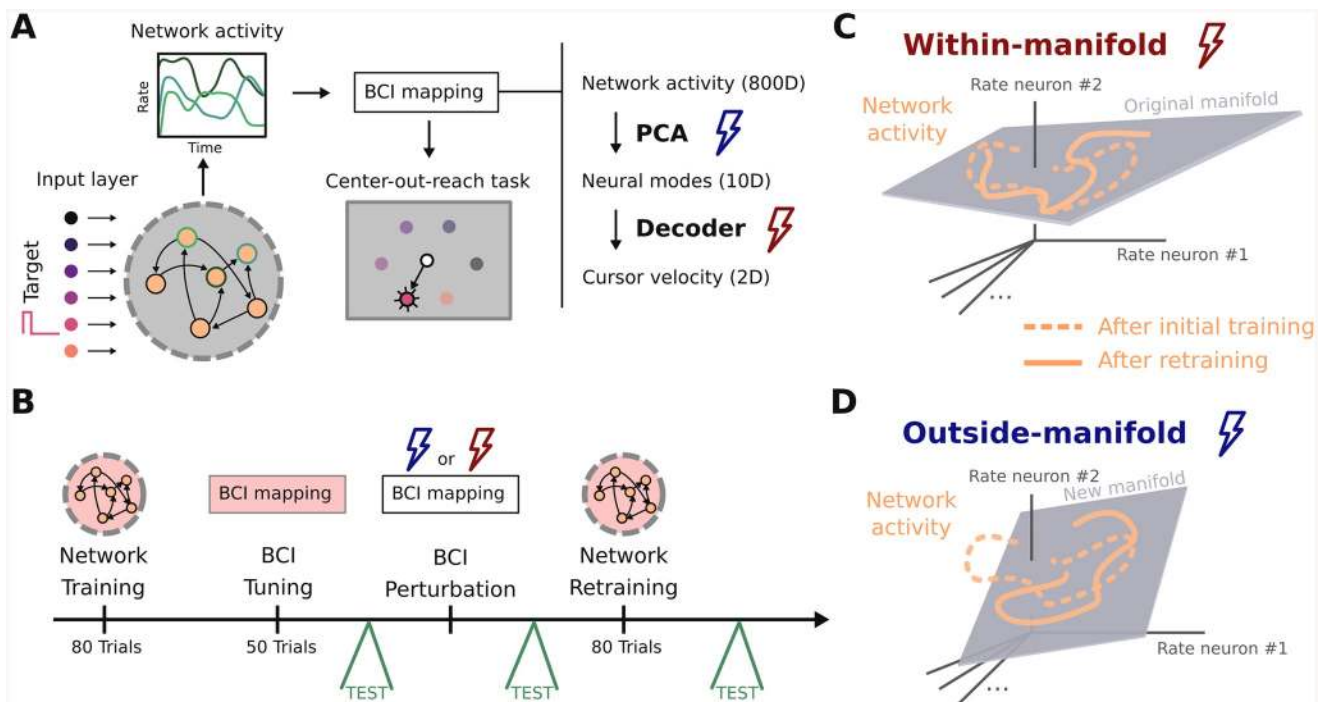 A
Network activity
Rate
Time
BCI mapping
Input layer
Target
Center-out-reach task
Network activity (800D)
PCA
Neural modes (10D)
Decoder
Cursor velocity (2D)
B
or
BCI mapping
BCI mapping
Network
Training
BCI
Tuning
BCI
Perturbation
Network
Retraining
80 Trials
50 Trials
80 Trials
TEST
TEST
TEST
C
Within-manifold
Rate neuron #2
Network
activity
Original manifold
Rate neuron #1
...
After initial training
After retraining
D
Outside-manifold
Rate neuron #2
New manifold
Network
activity
Rate neuron #1
...